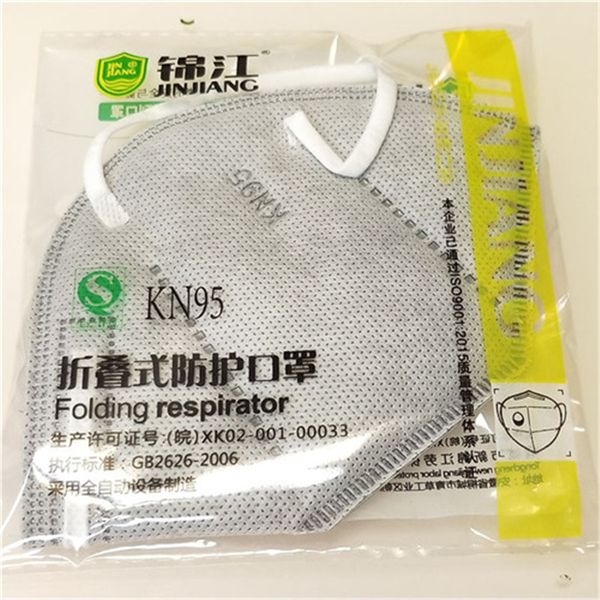 JIN JIANG
锦江®
JINJIANG
KN95
KN95
折叠式防护口罩
Folding respirator
生产许可证号:(皖)XK02-001-00033
执行标准:GB2626-2006
采用全自动设备制造
JINJIANG
本企业已通过ISO9001:2015质量管理体系认证